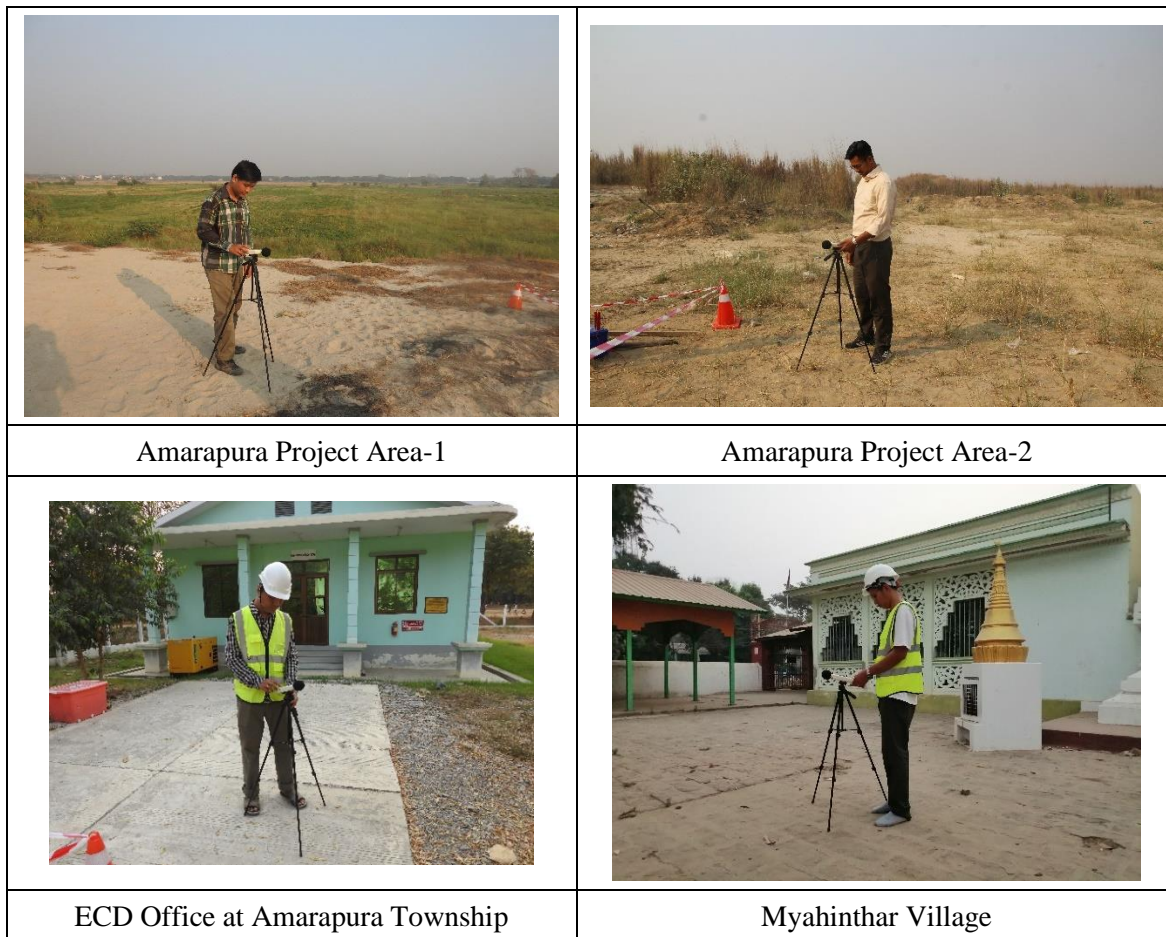 Amarapura Project Area-1
Amarapura Project Area-2
ECD Office at Amarapura Township
Myahinthar Village